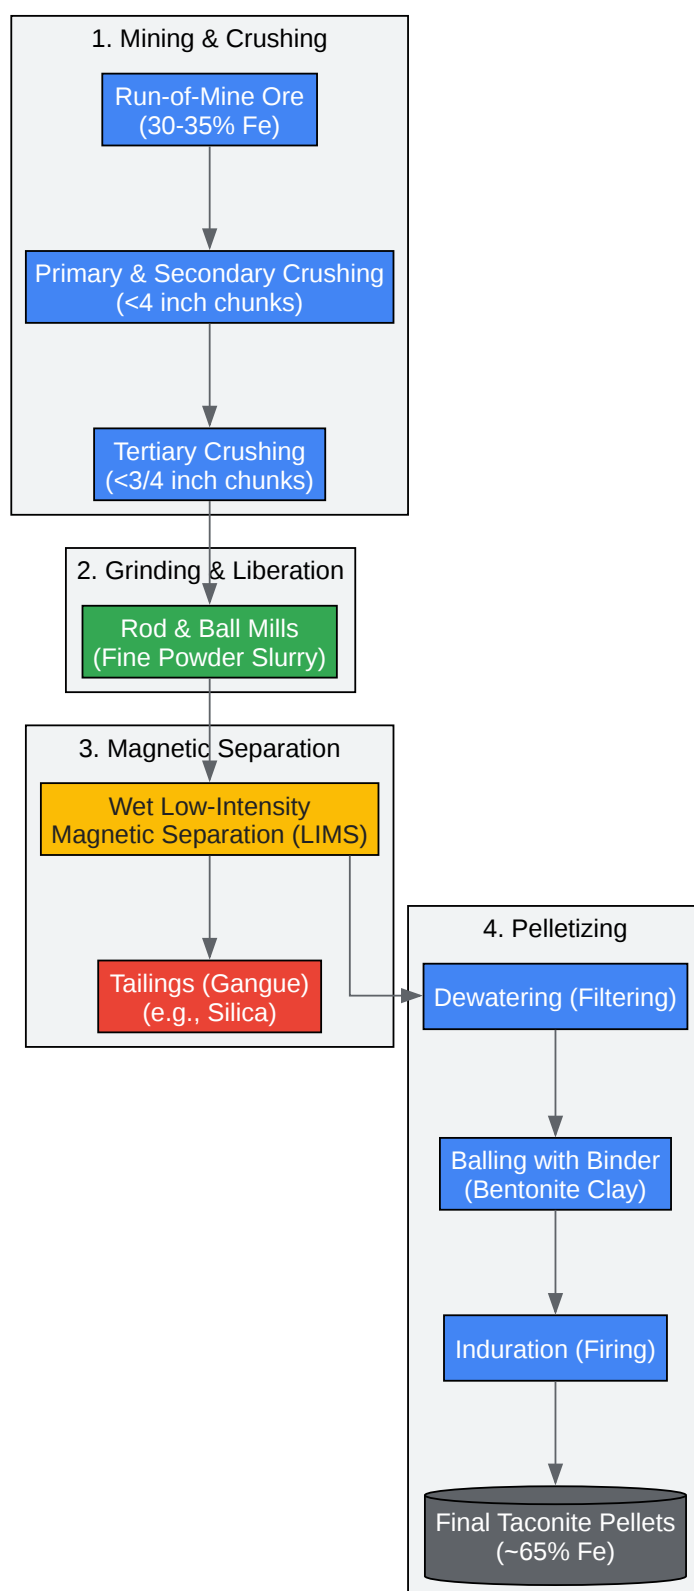 1. Mining & Crushing
Run-of-Mine Ore
(30-35% Fe)
Primary & Secondary Crushing
(<4 inch chunks)
Tertiary Crushing
(<3/4 inch chunks)
2. Grinding & Liberation
Rod & Ball Mills
(Fine Powder Slurry)
3. Magnetic Separation
Wet Low-Intensity
Magnetic Separation (LIMS)
Tailings (Gangue)
(e.g., Silica)
4. Pelletizing
Dewatering (Filtering)
Balling with Binder
(Bentonite Clay)
Induration (Firing)
Final Taconite Pellets
(~65% Fe)